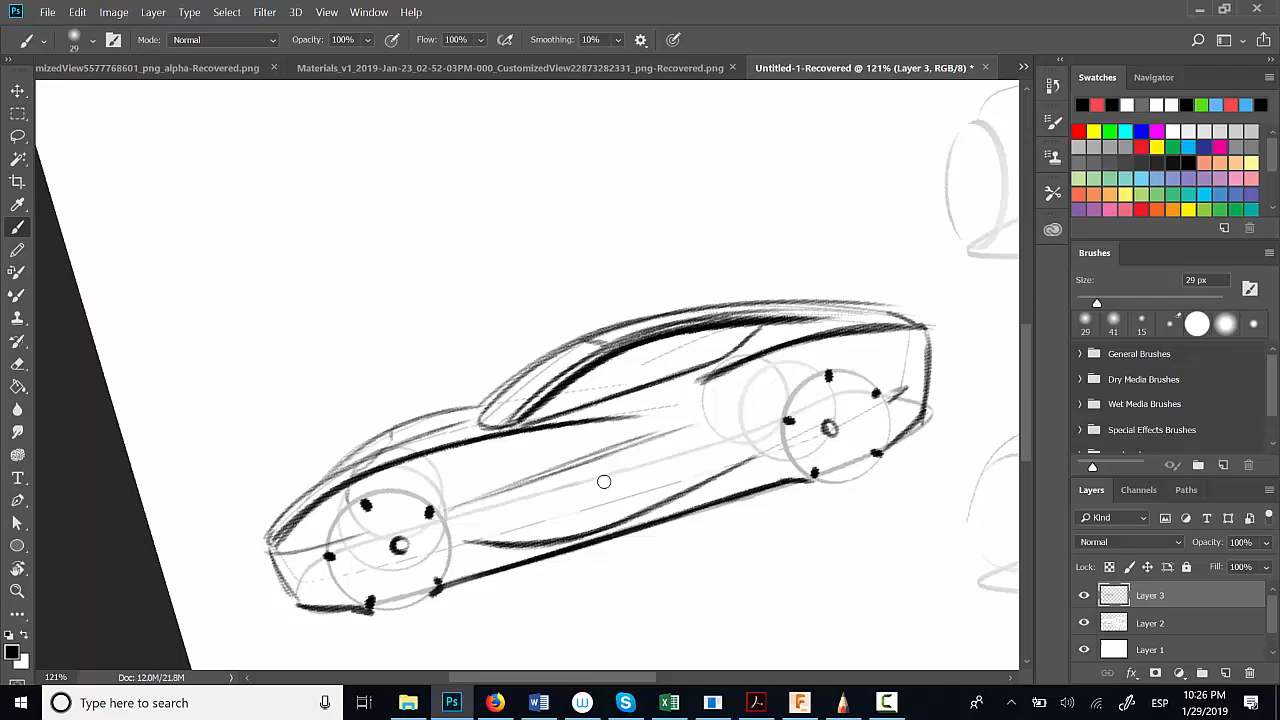 Ps File Edit Image Layer Type Select Filter 3D View Window Help
29 Mode: Normal Opacity: 100% Flow: 100% Smoothing: 10%
mizedView5577768601_png_alpha-Recovered.png × Materials_v1_2019-Jan-23_02-52-03PM-000_CustomizedView22873282331_png-Recovered.png × Untitled-1-Recovered @ 121% (Layer 3, RGB/8) * ×
Swatches Navigator
Brushes
Size: 29 px
29 41 15
General Brushes
Dry Media Brushes
Wet Media Brushes
Special Effects Brushes
Layers Channels Paths
Kind
Normal Opacity: 100%
Lock: Fill: 100%
Layer 3
Layer 2
Layer 1
121% Doc: 12.0M/21.8M
Type here to search
ESP
10:26 PM
1/29/2019